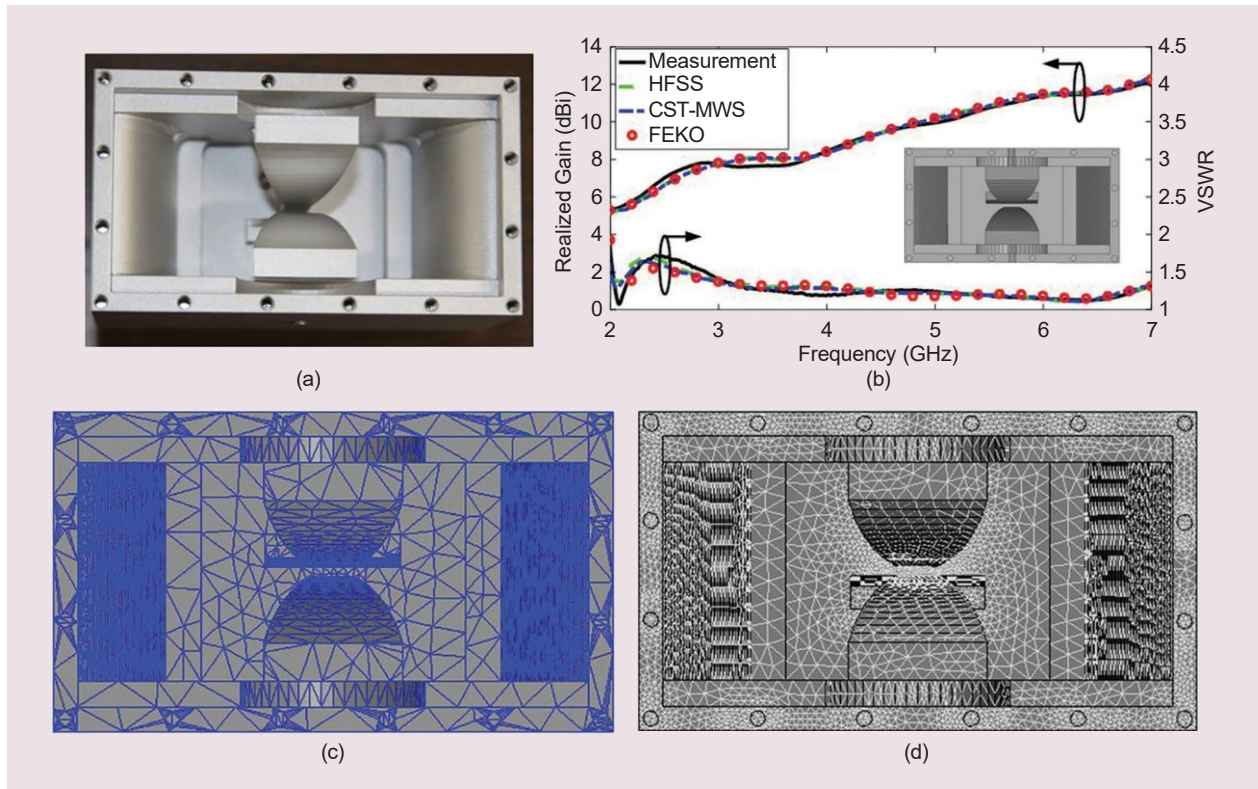 14
12
10
8
6
4
2
0
Realized Gain (dBi)
Measurement
HFSS
CST-MWS
FEKO
4.5
4
3.5
3
2.5
2
1.5
1
VSWR
2
3
4
5
6
7
Frequency (GHz)
(a)
(b)
(c)
(d)